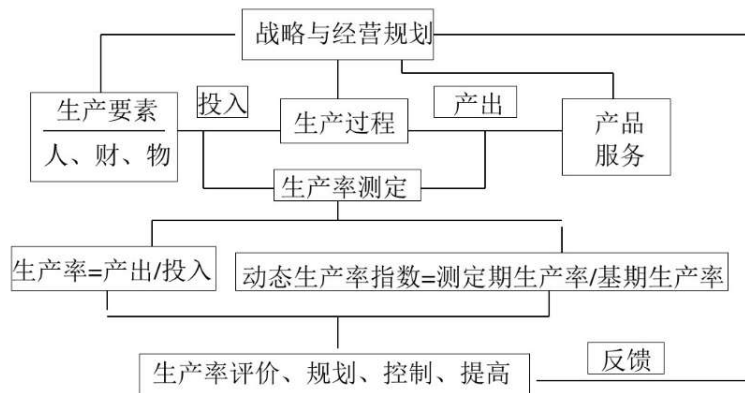 战略与经营规划
投入
产出
生产要素
人、财、物
生产过程
产品
服务
生产率测定
生产率=产出/投入
动态生产率指数=测定期生产率/基期生产率
生产率评价、规划、控制、提高
反馈